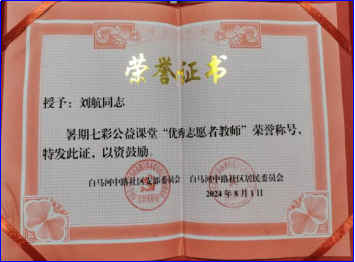 荣誉证书
授予：刘航同志
暑期七彩公益课堂“优秀志愿者教师”荣誉称号，
特发此证，以资鼓励。
白马河中路社区支部委员会 白马河中路社区居民委员会
2024年8月1日